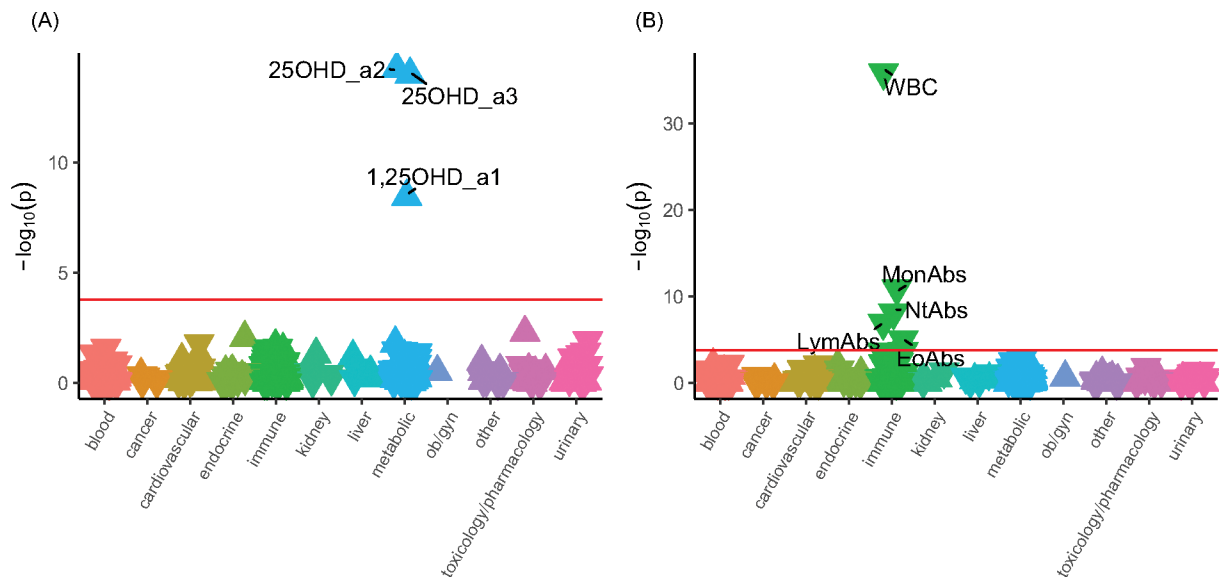 (A)
25OHD_a2
25OHD_a3
1,25OHD_a1
10
5
0
−log10(p)
blood
cancer
cardiovascular
endocrine
immune
kidney
liver
metabolic
ob/gyn
other
toxicology/pharmacology
urinary
(B)
WBC
MonAbs
NtAbs
LymAbs
EoAbs
30
20
10
0
−log10(p)
blood
cancer
cardiovascular
endocrine
immune
kidney
liver
metabolic
ob/gyn
other
toxicology/pharmacology
urinary